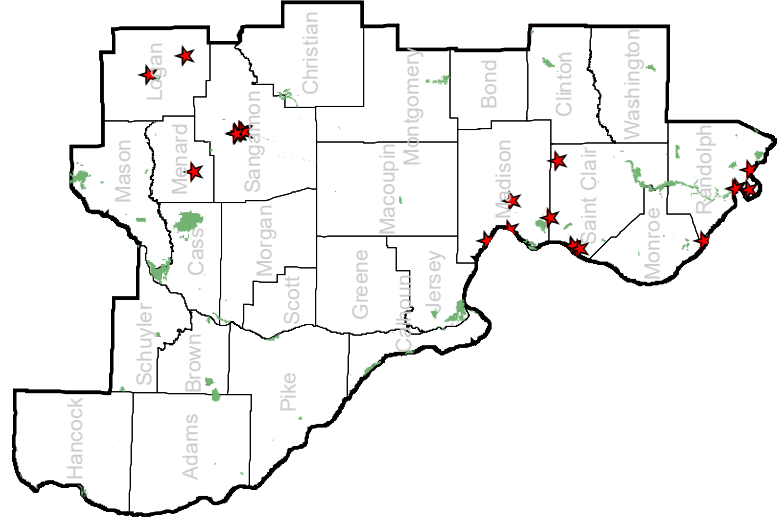 Christian
Logan
Montgomery
Bond
Clinton
Washington
Sangamon
Menard
Mason
Macoupin
Madison
Saint Clair
Randolph
Monroe
Cass
Morgan
Scott
Greene
Calhoun
Jersey
Schuyler
Brown
Pike
Hancock
Adams